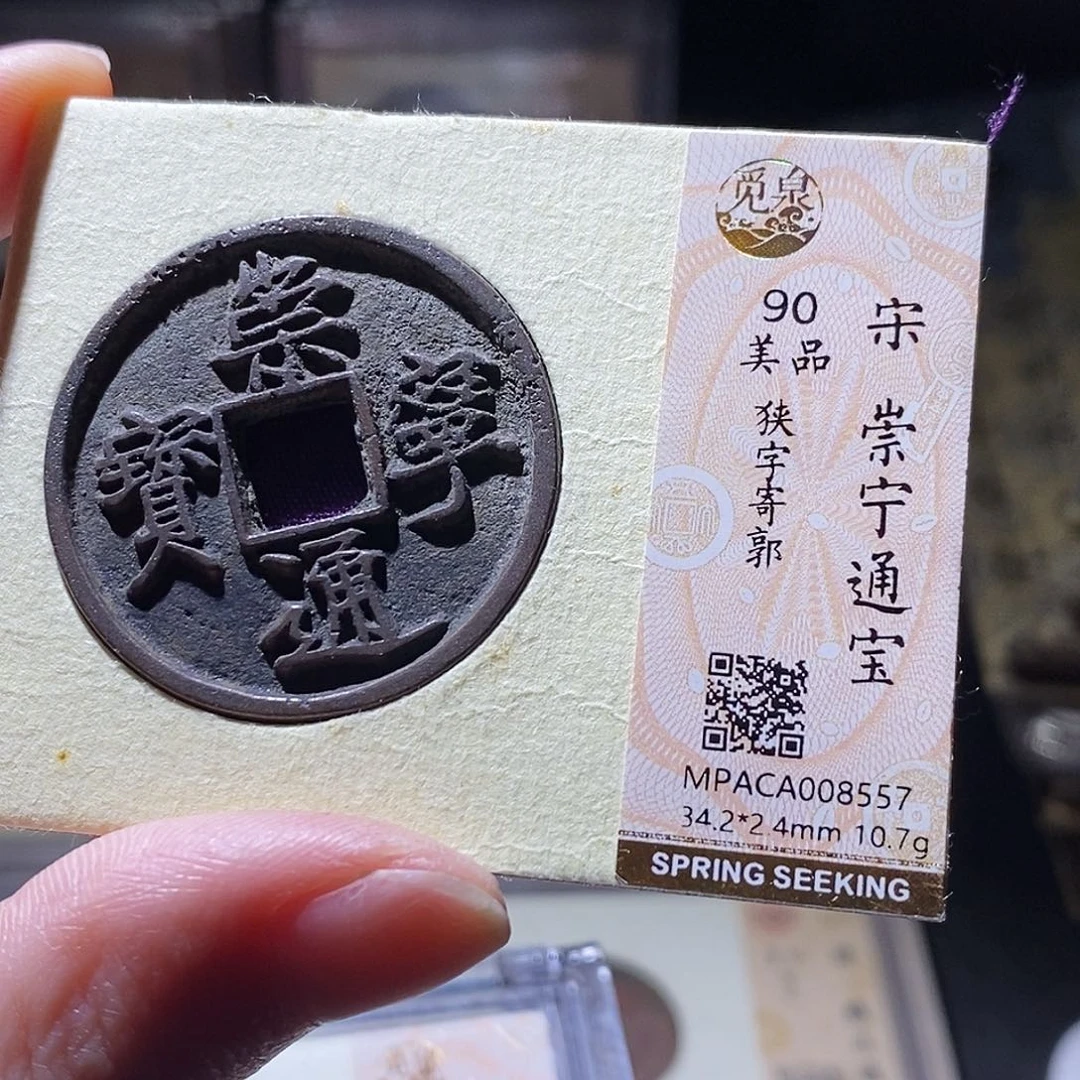 崇寧通寳
觅泉
90
美品
狭字寄郭
宋 崇宁通宝
MPACA008557
34.2*2.4mm 10.7g
SPRING SEEKING